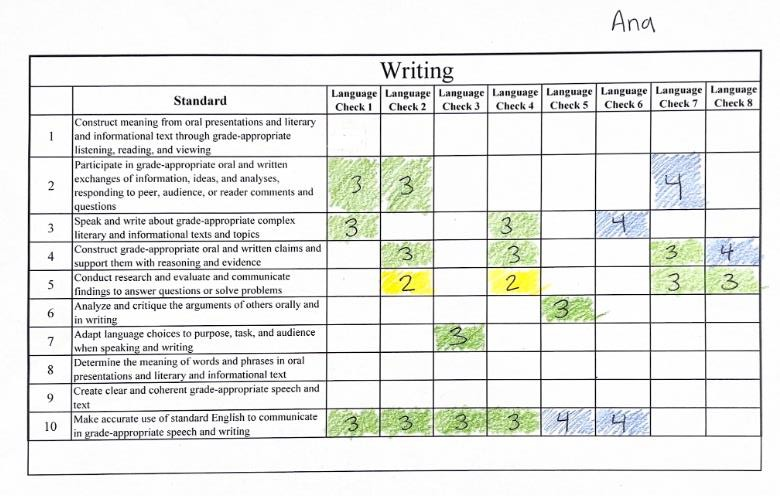 Ana
Writing
Standard
Language Check 1
Language Check 2
Language Check 3
Language Check 4
Language Check 5
Language Check 6
Language Check 7
Language Check 8
1
Construct meaning from oral presentations and literary
and informational text through grade-appropriate
listening, reading, and viewing
2
Participate in grade-appropriate oral and written
exchanges of information, ideas, and analyses,
responding to peer, audience, or reader comments and
questions
3 3 4
3
Speak and write about grade-appropriate complex
literary and informational texts and topics
3 3 4
4
Construct grade-appropriate oral and written claims and
support them with reasoning and evidence
3 3 3 4
5
Conduct research and evaluate and communicate
findings to answer questions or solve problems
2 2 3 3
6
Analyze and critique the arguments of others orally and
in writing
3
7
Adapt language choices to purpose, task, and audience
when speaking and writing
3
8
Determine the meaning of words and phrases in oral
presentations and literary and informational text
9
Create clear and coherent grade-appropriate speech and
text
10
Make accurate use of standard English to communicate
in grade-appropriate speech and writing
3 3 3 3 4 4